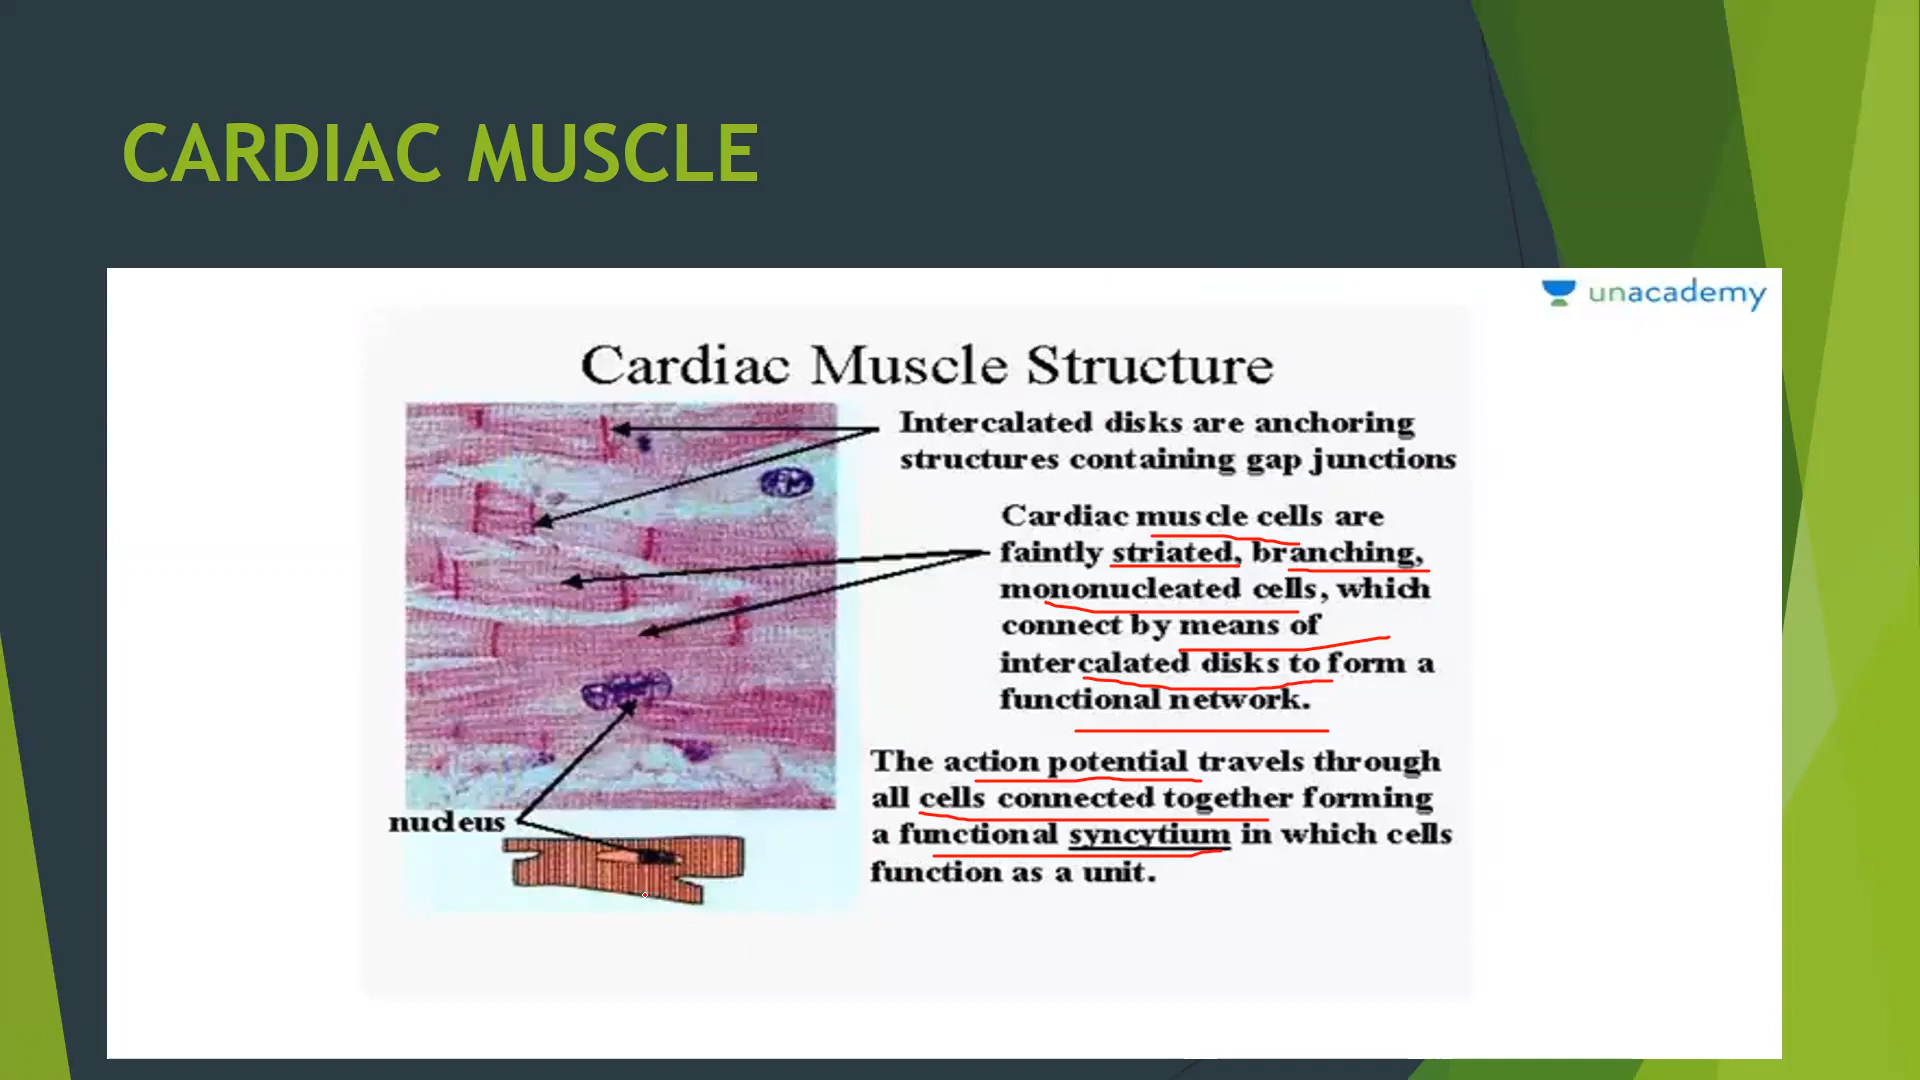 CARDIAC MUSCLE
unacademy
Cardiac Muscle Structure
Intercalated disks are anchoring
structures containing gap junctions
Cardiac muscle cells are
faintly striated, branching,
mononucleated cells, which
connect by means of
intercalated disks to form a
functional network.
The action potential travels through
all cells connected together forming
a functional syncytium in which cells
function as a unit.
nucleus